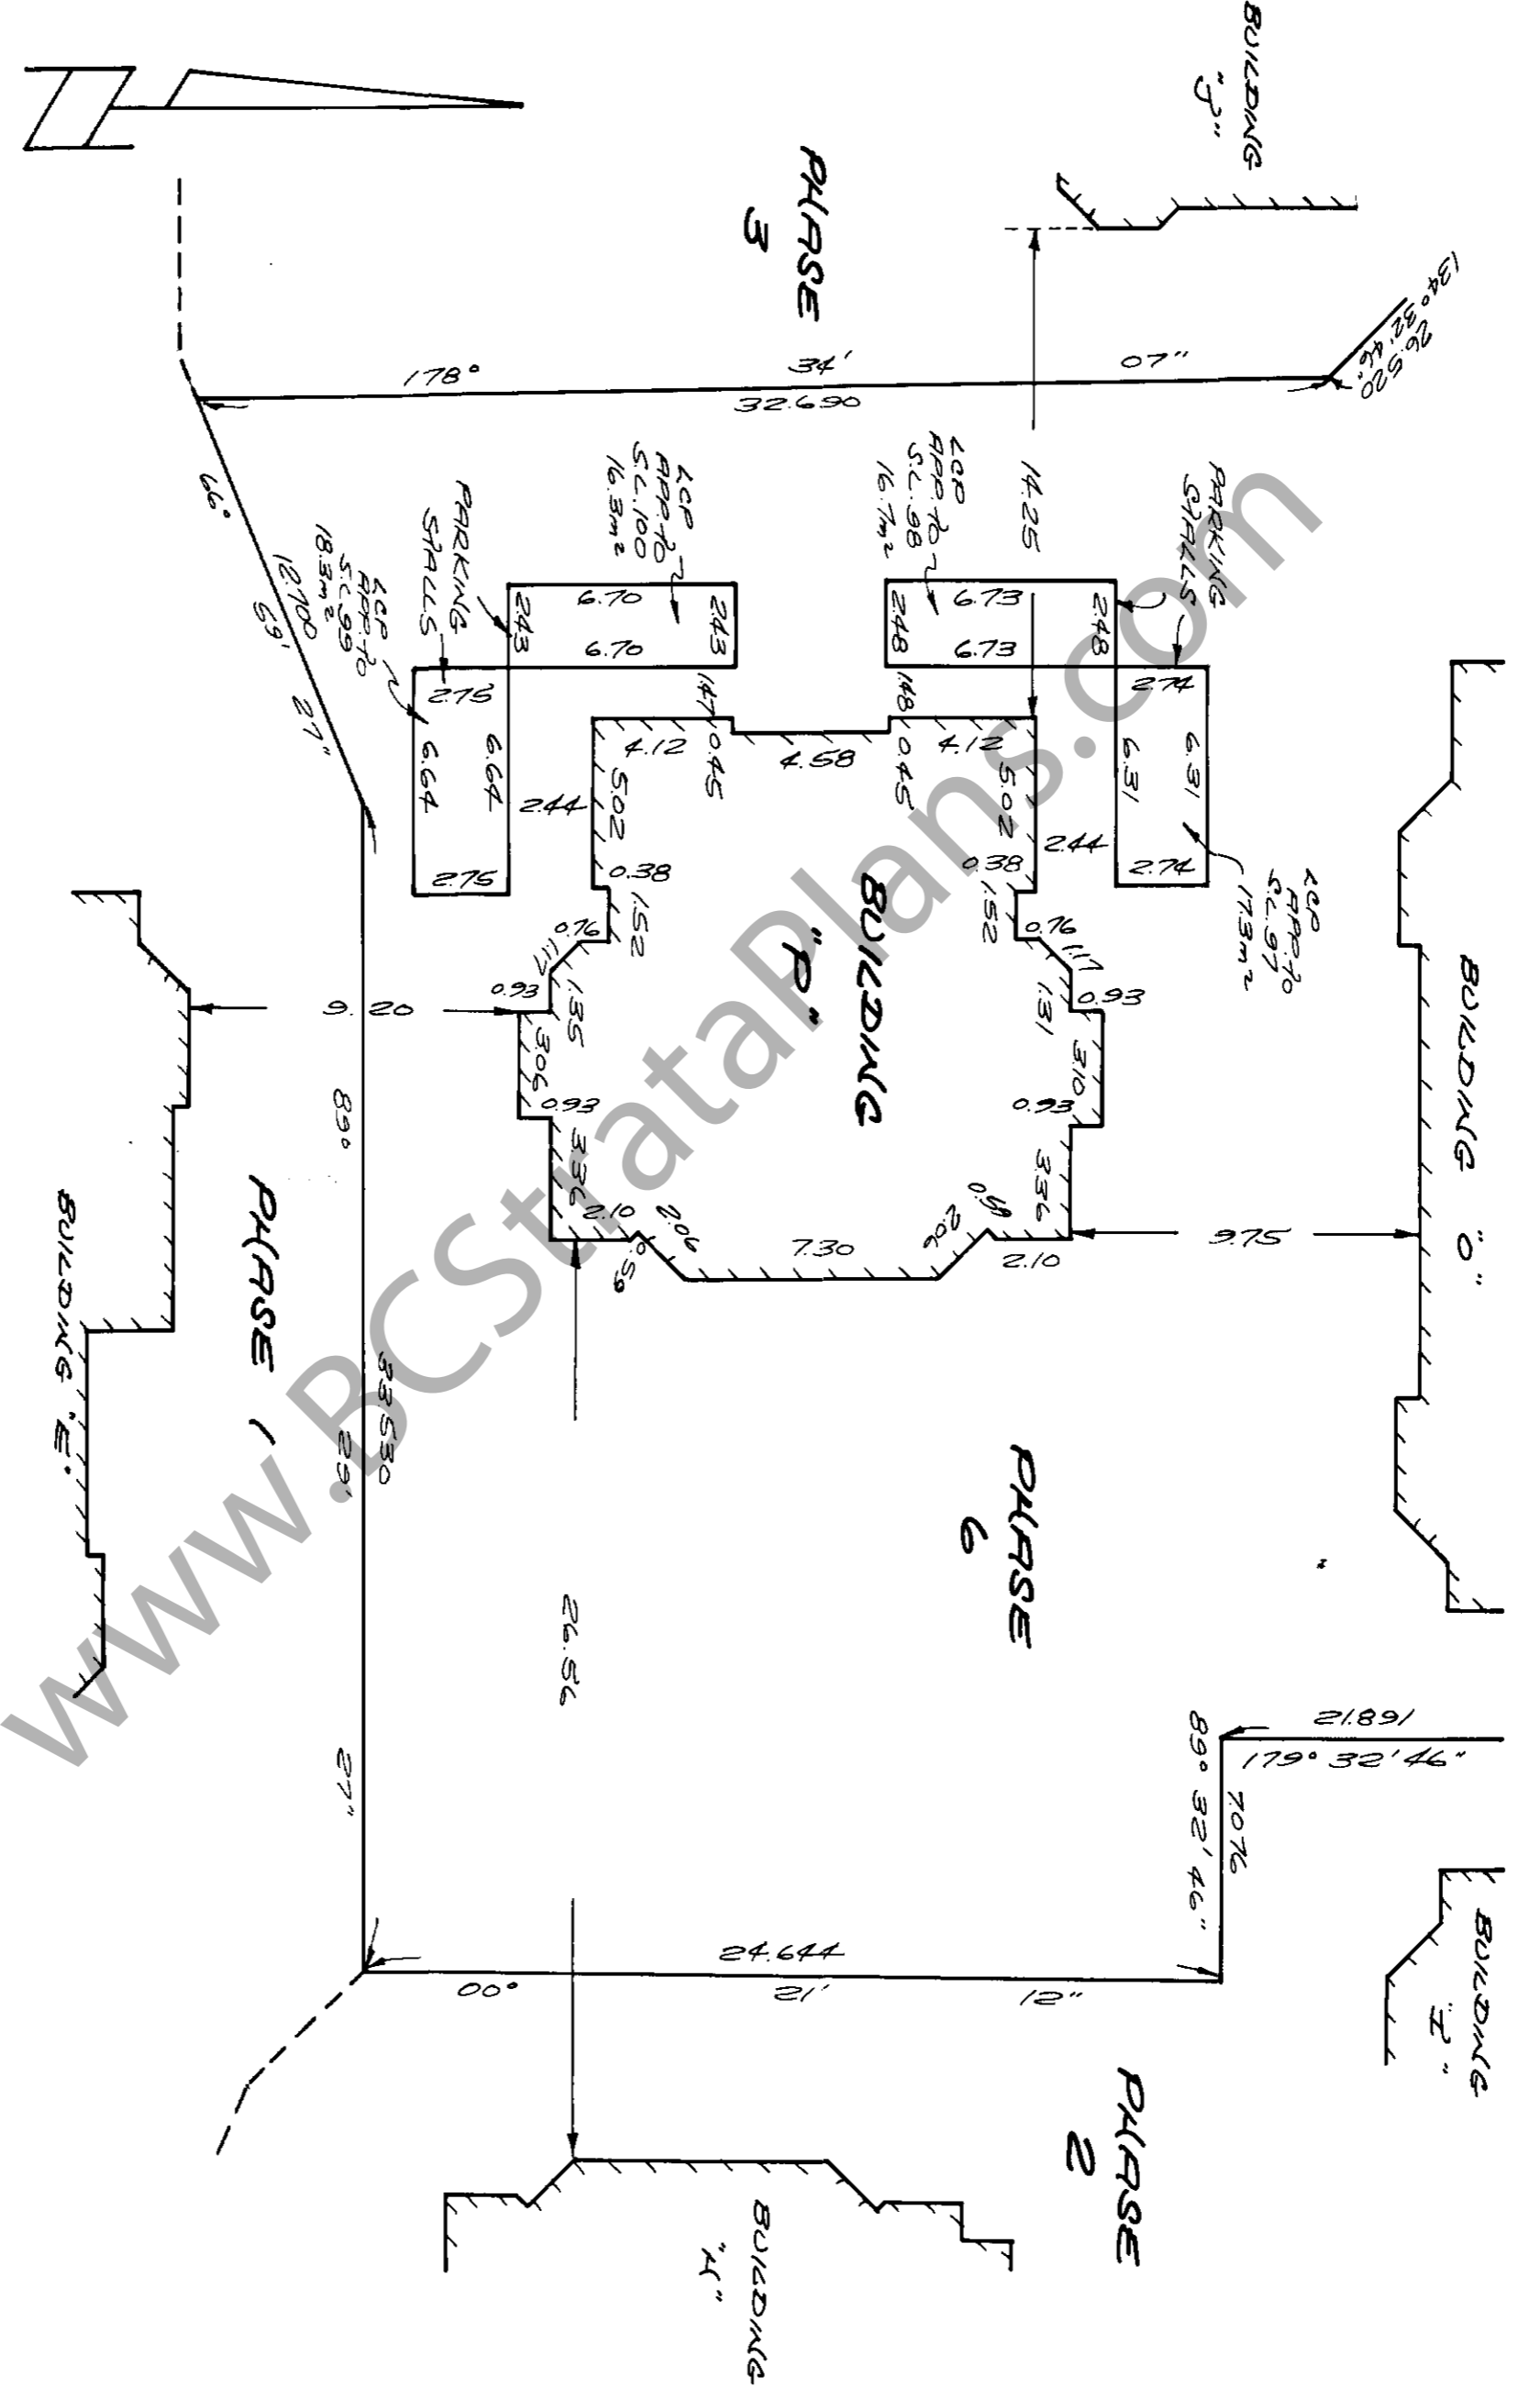 BUILDING
"J"
134° 32' 46"
26.520
BUILDING "O"
21.891
179° 32' 46"
7.076
89° 32' 46"
BUILDING
"I"
PHASE
3
14.25
178° 34' 07"
32.690
PARKING
STALLS
LCP
APP. TO
S.L. 98
16.7m²
LCP
APP. TO
S.L. 100
16.3m²
PARKING
STALLS
LCP
APP. TO
S.L. 99
18.3m²
LCP
APP. TO
S.L. 97
17.3m²
2.48
6.73
6.73
2.48
2.43
6.70
6.70
2.43
2.74
6.31
6.31
2.74
2.75
6.64
6.64
2.75
1.48
1.47
4.12
0.45
4.58
0.45
4.12
5.02
5.02
2.44
2.44
0.38
1.52
0.76
1.17
1.31
0.93
3.10
0.93
3.36
2.10
0.59
2.06
7.30
2.06
0.59
2.10
3.36
0.93
3.06
0.93
1.35
1.17
0.76
1.52
0.38
BUILDING
"P"
9.75
9.20
26.56
PHASE
6
66° 59' 27"
12.700
89° 29' 27"
33.530
24.644
00° 21' 12"
PHASE
2
BUILDING
"H"
PHASE 1
BUILDING "E"
N
www.BCStrataPlans.com